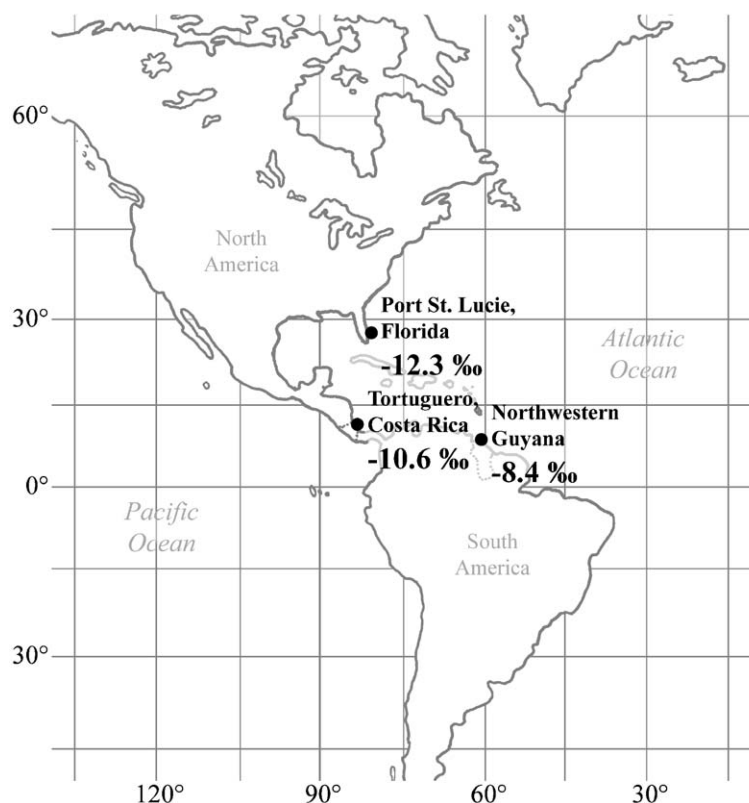 60°
North
America
30°
Port St. Lucie,
Florida
-12.3 ‰
Atlantic
Ocean
Tortuguero,
Costa Rica
-10.6 ‰
Northwestern
Guyana
-8.4 ‰
0°
Pacific
Ocean
South
America
30°
120°
90°
60°
30°